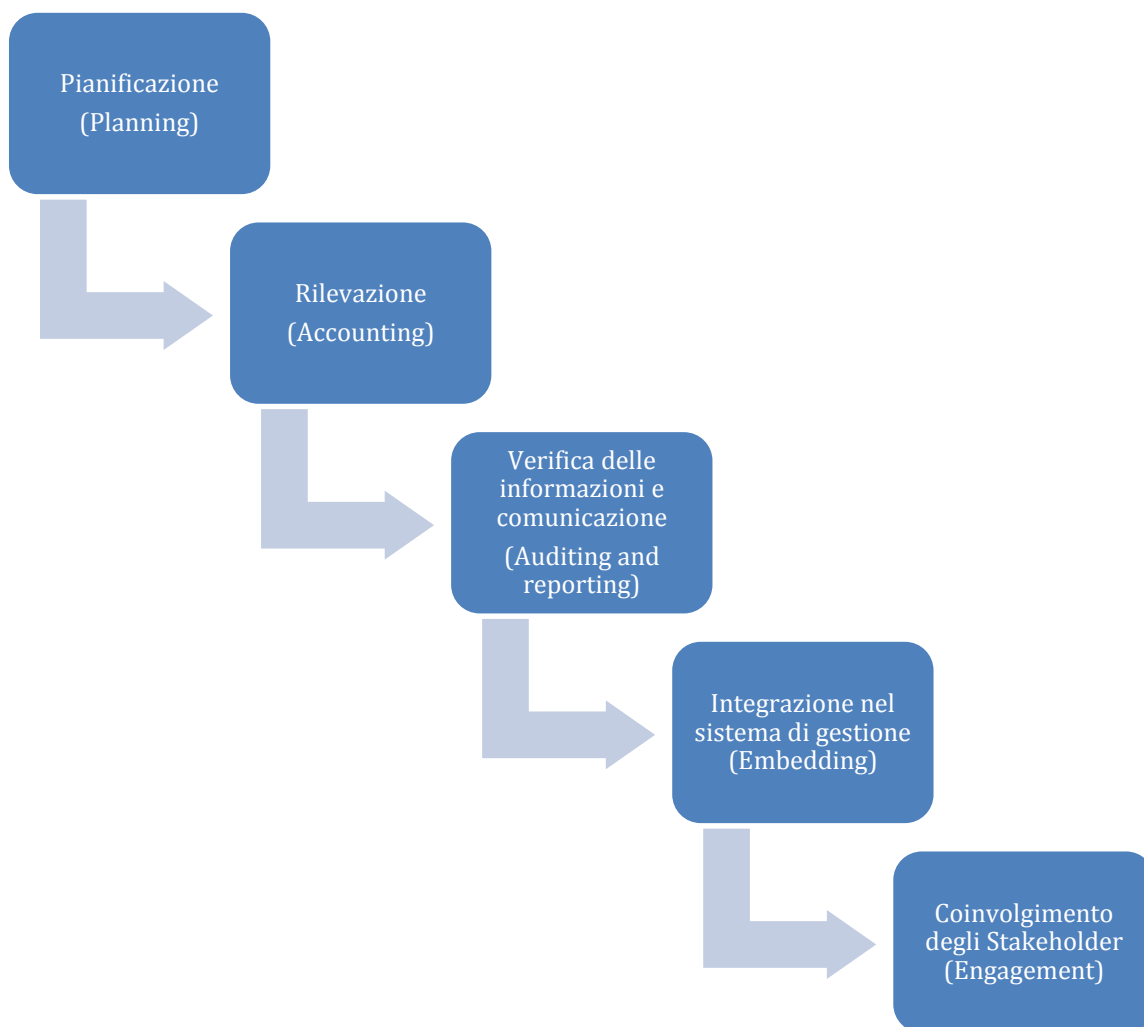 Pianificazione
(Planning)
Rilevazione
(Accounting)
Verifica delle
informazioni e
comunicazione
(Auditing and
reporting)
Integrazione nel
sistema di gestione
(Embedding)
Coinvolgimento
degli Stakeholder
(Engagement)